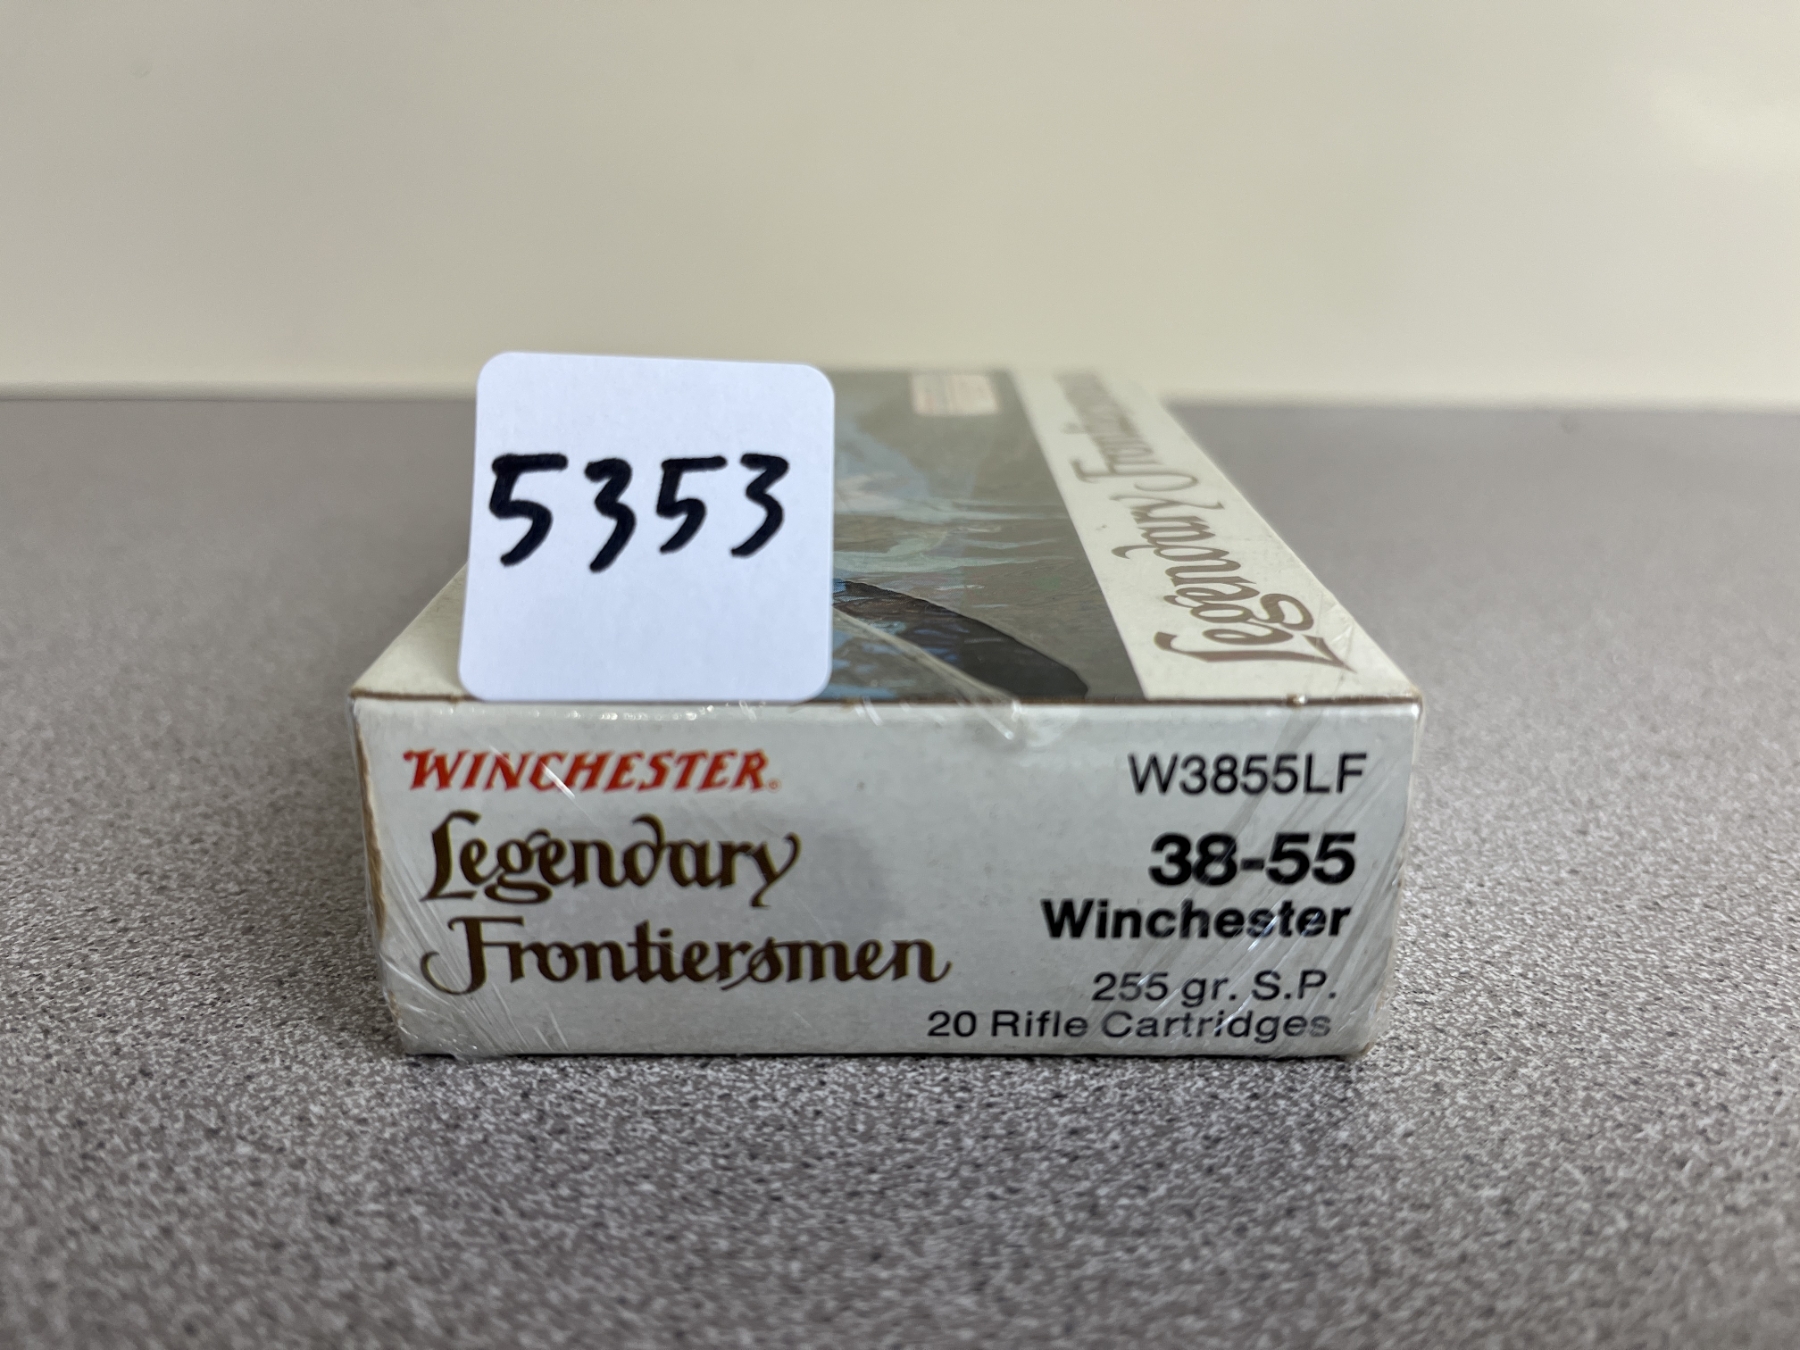 5353
Legendary Frontiersmen
WINCHESTER®
Legendary
Frontiersmen
W3855LF
38-55
Winchester
255 gr. S.P.
20 Rifle Cartridges